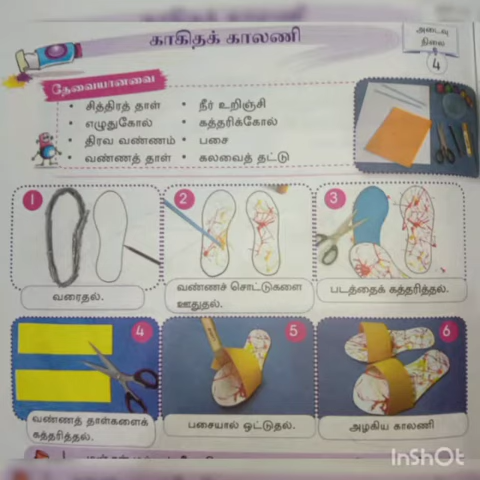 காகிதக் காலணி
அடைவு
நிலை
4
தேவையானவை
• சித்திரத் தாள் • நீர் உறிஞ்சி
• எழுதுகோல் • கத்தரிக்கோல்
• திரவ வண்ணம் • பசை
• வண்ணத் தாள் • கலவைத் தட்டு
1
2
3
வரைதல்.
வண்ணச் சொட்டுகளை
ஊதுதல்.
படத்தைக் கத்தரித்தல்.
4
5
6
வண்ணத் தாள்களைக்
கத்தரித்தல்.
பசையால் ஒட்டுதல்.
அழகிய காலணி
InShOt